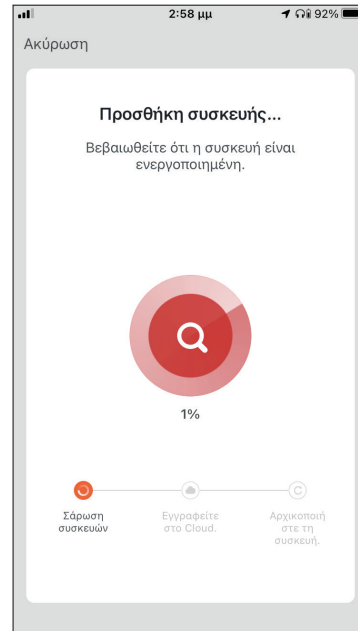 2:58 μμ 92%
Ακύρωση
Προσθήκη συσκευής...
Βεβαιωθείτε ότι η συσκευή είναι
ενεργοποιημένη.
1%
Σάρωση
συσκευών
Εγγραφείτε
στο Cloud.
Αρχικοποιή
στε τη
συσκευή.